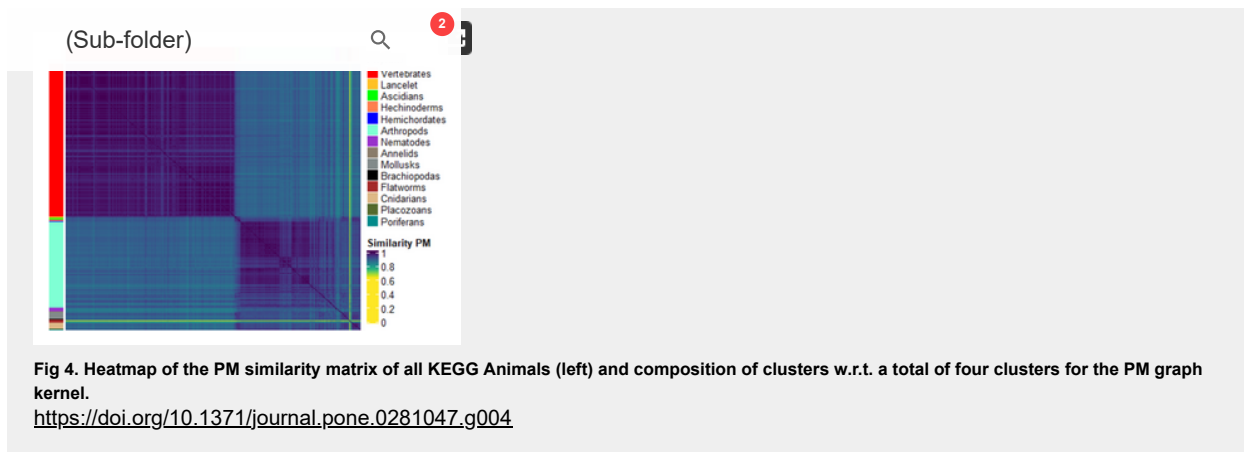 (Sub-folder)
2
Vertebrates
Lancelet
Ascidians
Hechinoderms
Hemichordates
Arthropods
Nematodes
Annelids
Mollusks
Brachiopodas
Flatworms
Cnidarians
Placozoans
Poriferans
Similarity PM
1
0.8
0.6
0.4
0.2
0
Fig 4. Heatmap of the PM similarity matrix of all KEGG Animals (left) and composition of clusters w.r.t. a total of four clusters for the PM graph
kernel.
https://doi.org/10.1371/journal.pone.0281047.g004